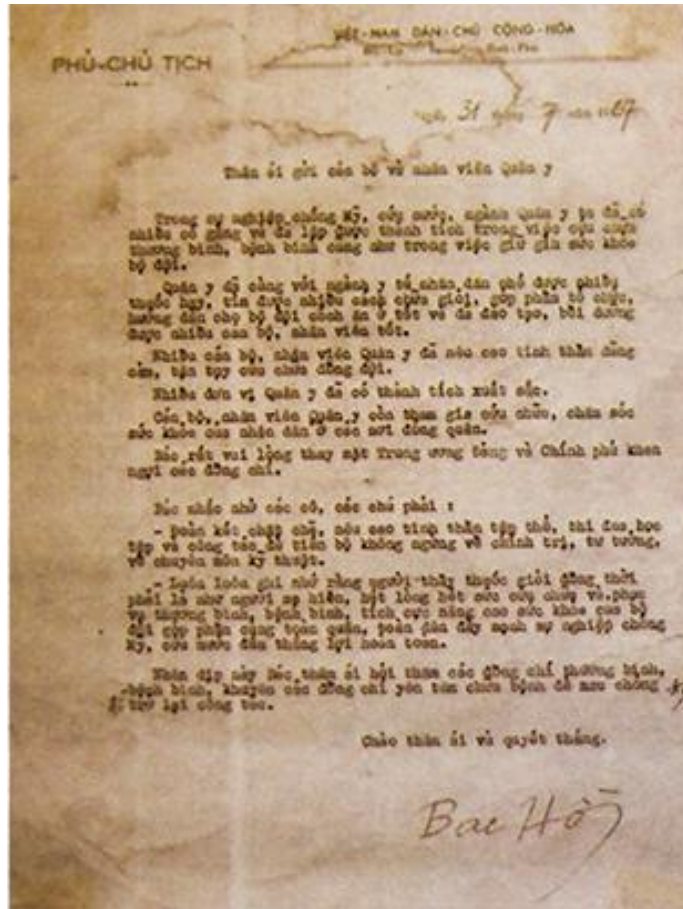 VIỆT-NAM DÂN-CHỦ CỘNG-HÒA
PHỦ-CHỦ TỊCH
Ngày 31 tháng 7 năm 1967
Thân ái gửi cán bộ và nhân viên Quân y
Trong sự nghiệp chống Mỹ, cứu nước, ngành Quân y ta đã có
nhiều cố gắng và đã lập được thành tích trong việc cứu chữa
thương binh, bệnh binh cũng như trong việc giữ gìn sức khỏe
bộ đội.
Quân y đã cùng với ngành y tế nhân dân chế được nhiều
thuốc hay, tìm được nhiều cách chữa giỏi, góp phần tổ chức,
hướng dẫn cho bộ đội cách ăn ở tốt và đã đào tạo, bồi dưỡng
được nhiều cán bộ, nhân viên tốt.
Nhiều cán bộ, nhân viên Quân y đã nêu cao tinh thần dũng
cảm, tận tụy cứu chữa đồng đội.
Nhiều đơn vị Quân y đã có thành tích xuất sắc.
Cán bộ, nhân viên Quân y còn tham gia cứu chữa, chăm sóc
sức khỏe của nhân dân ở các nơi đóng quân.
Bác rất vui lòng thay mặt Trung ương Đảng và Chính phủ khen
ngợi các đồng chí.
Bác nhắc nhở các cô, các chú phải :
- Đoàn kết chặt chẽ, nêu cao tinh thần tập thể, thi đua học
tập và công tác, để tiến bộ không ngừng về chính trị, tư tưởng,
về chuyên môn kỹ thuật.
- Luôn luôn ghi nhớ rằng người thầy thuốc giỏi đồng thời
phải là như người mẹ hiền, hết lòng hết sức cứu chữa và phục
vụ thương binh, bệnh binh, tích cực nâng cao sức khỏe của bộ
đội góp phần cùng toàn quân, toàn dân đẩy mạnh sự nghiệp chống
Mỹ, cứu nước đến thắng lợi hoàn toàn.
Nhân dịp này Bác thân ái hỏi thăm các đồng chí thương binh,
bệnh binh, khuyên các đồng chí yên tâm chữa bệnh để mau chóng
trở lại công tác.
Chào thân ái và quyết thắng.
Bác Hồ